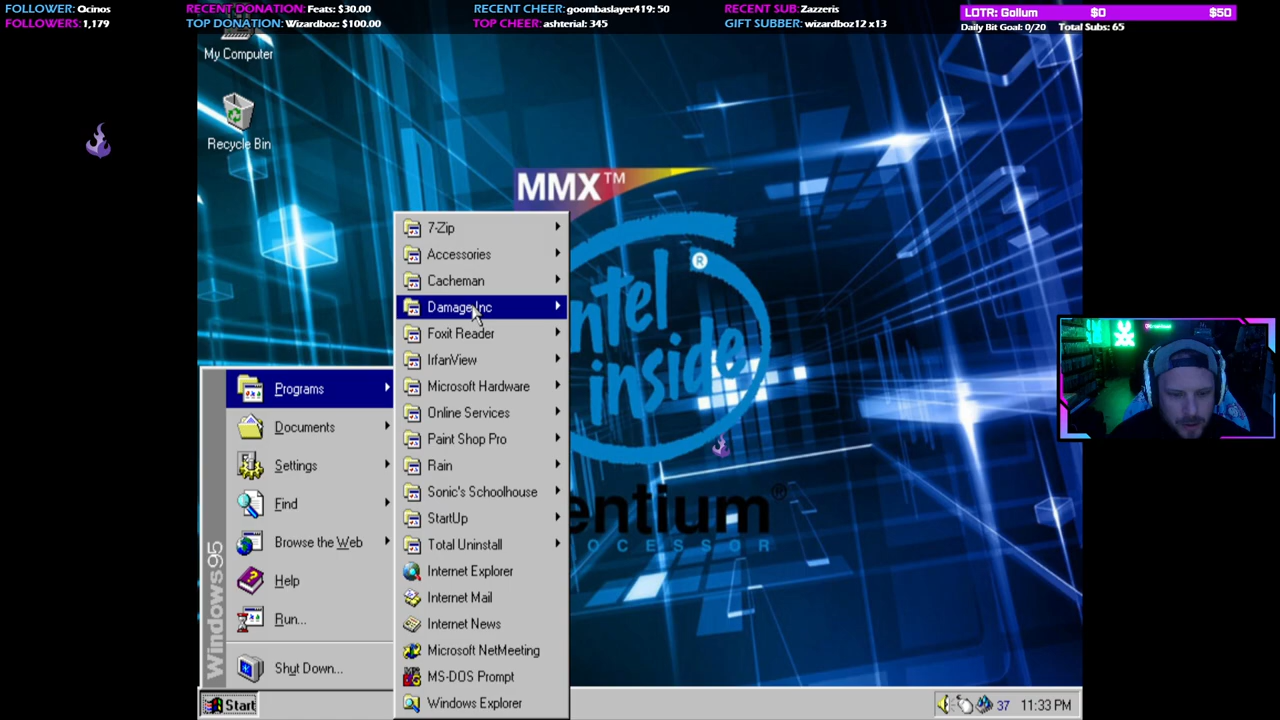 FOLLOWER: Ocinos
RECENT DONATION: Feats: $30.00
RECENT CHEER: goombaslayer419: 50
RECENT SUB: Zazzeris
LOTR: Gollum $0 $50
FOLLOWERS: 1,179
TOP DONATION: Wizardboz: $100.00
TOP CHEER: ashterial: 345
GIFT SUBBER: wizardboz12 x13
Daily Bit Goal: 0/20 Total Subs: 65
My Computer
Recycle Bin
MMX™
ntel ®
inside
entium®
OCESSOR
7-Zip
Accessories
Cacheman
Damage Inc
Foxit Reader
IrfanView
Microsoft Hardware
Online Services
Paint Shop Pro
Rain
Sonic's Schoolhouse
StartUp
Total Uninstall
Internet Explorer
Internet Mail
Internet News
Microsoft NetMeeting
MS-DOS Prompt
Windows Explorer
Programs
Documents
Settings
Find
Browse the Web
Help
Run...
Shut Down...
Windows95
Start
37 11:33 PM